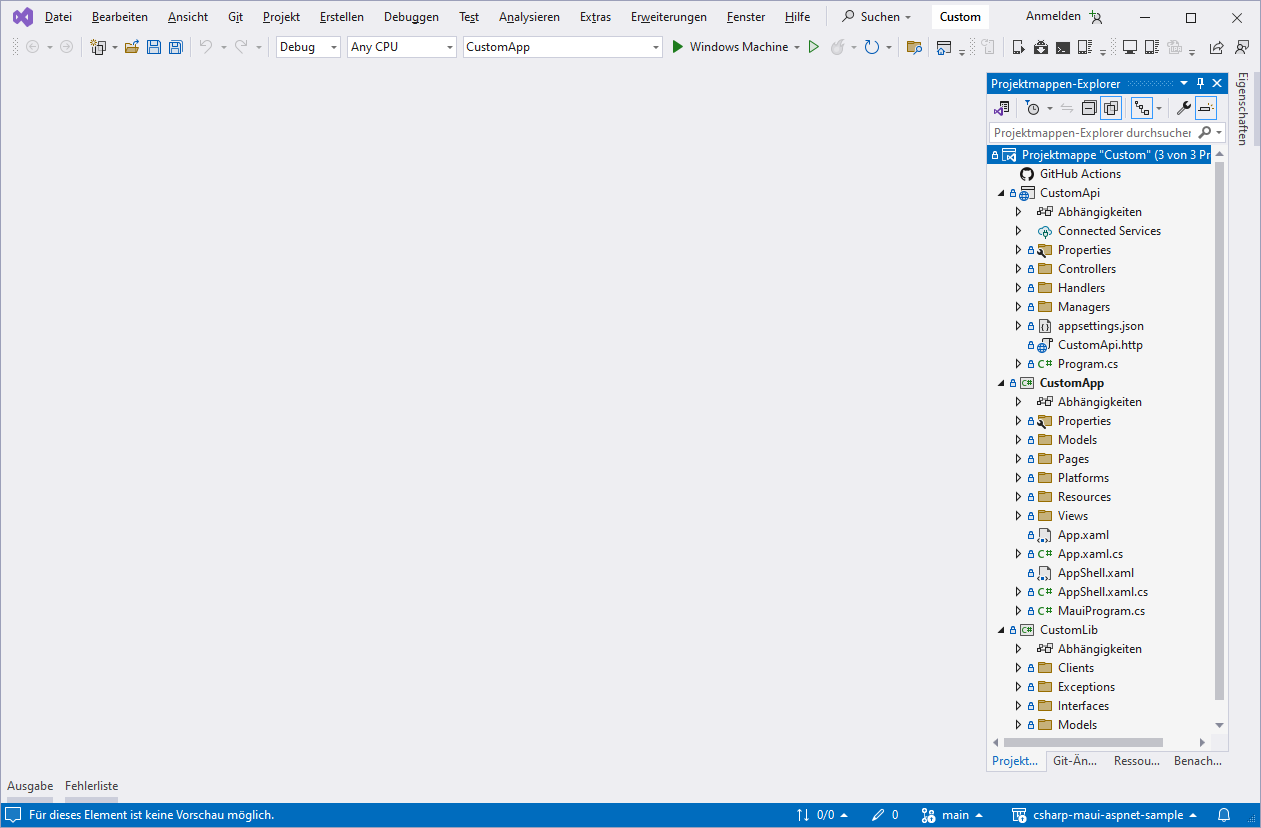 Datei Bearbeiten Ansicht Git Projekt Erstellen Debuggen Test Analysieren Extras Erweiterungen Fenster Hilfe Suchen Custom Anmelden
Debug Any CPU CustomApp Windows Machine
Projektmappen-Explorer
Projektmappen-Explorer durchsuchen
Projektmappe "Custom" (3 von 3 Pr
GitHub Actions
CustomApi
Abhängigkeiten
Connected Services
Properties
Controllers
Handlers
Managers
appsettings.json
CustomApi.http
C# Program.cs
C# CustomApp
Abhängigkeiten
Properties
Models
Pages
Platforms
Resources
Views
App.xaml
C# App.xaml.cs
AppShell.xaml
C# AppShell.xaml.cs
C# MauiProgram.cs
C# CustomLib
Abhängigkeiten
Clients
Exceptions
Interfaces
Models
Projekt... Git-Än... Ressou... Benach...
Eigenschaften
Ausgabe Fehlerliste
Für dieses Element ist keine Vorschau möglich. 0/0 0 main csharp-maui-aspnet-sample